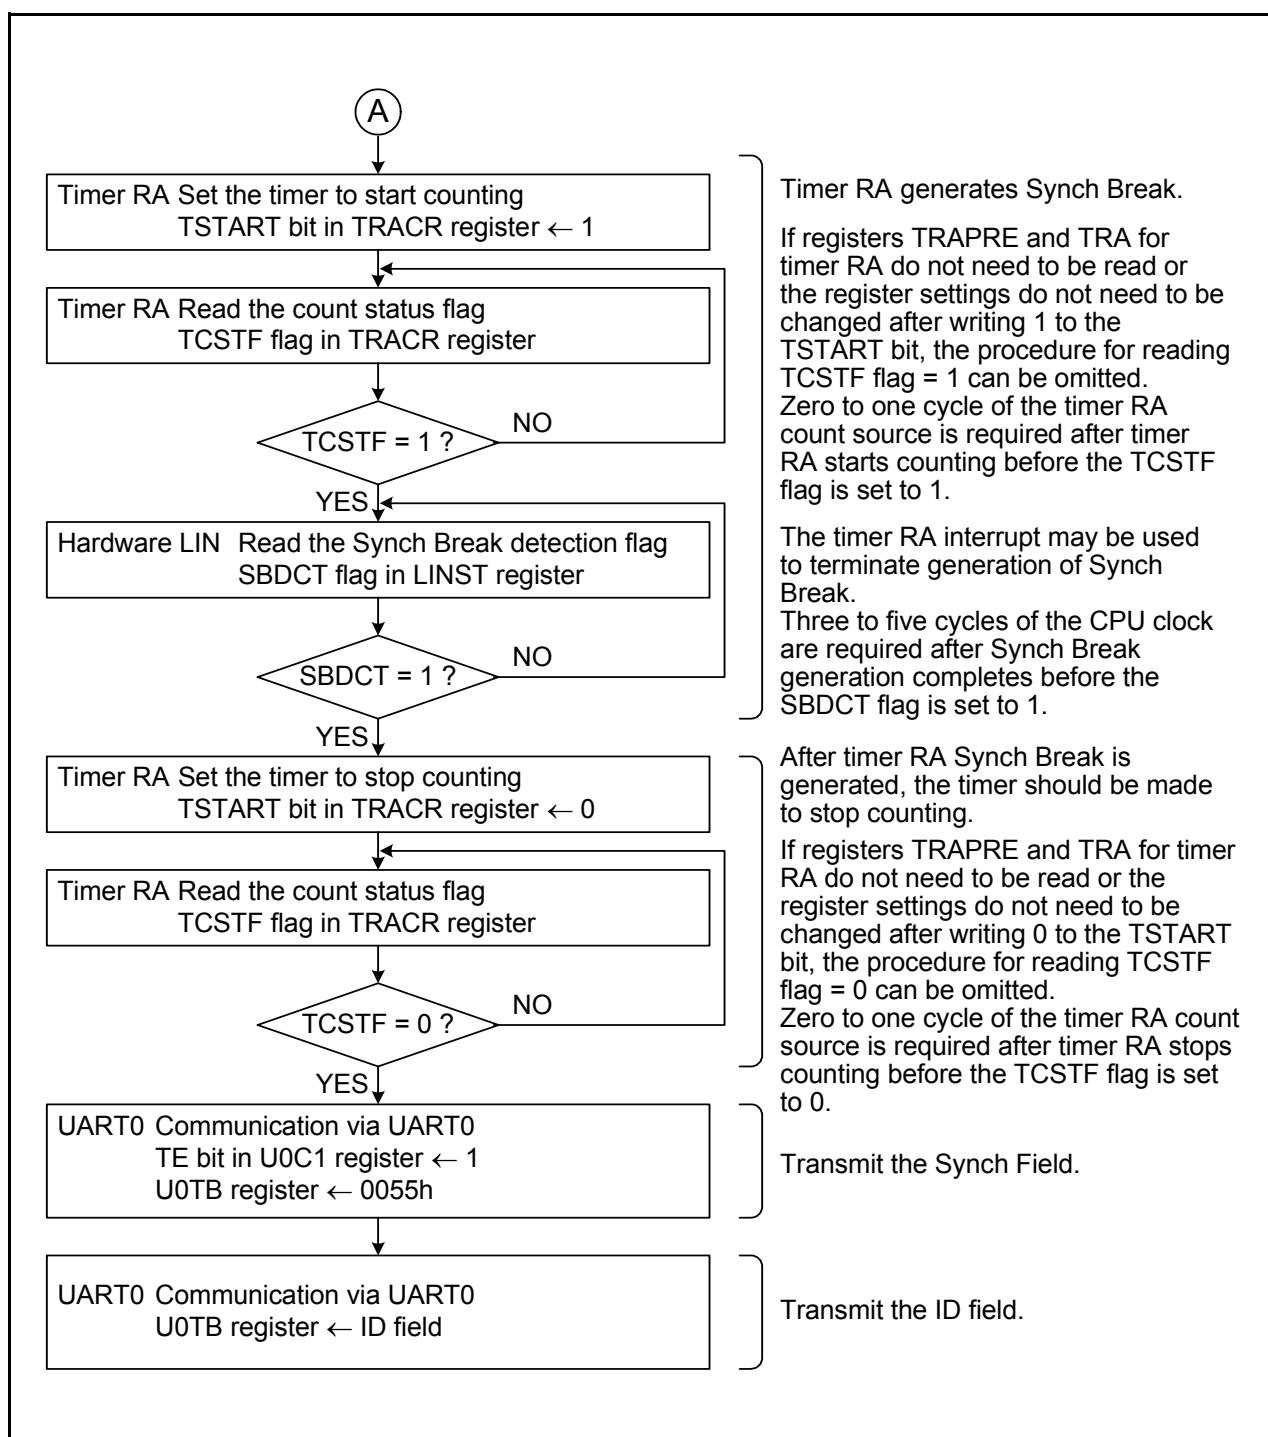 A
Timer RA Set the timer to start counting
TSTART bit in TRACR register ← 1
Timer RA Read the count status flag
TCSTF flag in TRACR register
TCSTF = 1 ?
NO
YES
Hardware LIN Read the Synch Break detection flag
SBDCT flag in LINST register
SBDCT = 1 ?
NO
YES
Timer RA generates Synch Break.
If registers TRAPRE and TRA for
timer RA do not need to be read or
the register settings do not need to be
changed after writing 1 to the
TSTART bit, the procedure for reading
TCSTF flag = 1 can be omitted.
Zero to one cycle of the timer RA
count source is required after timer
RA starts counting before the TCSTF
flag is set to 1.
The timer RA interrupt may be used
to terminate generation of Synch
Break.
Three to five cycles of the CPU clock
are required after Synch Break
generation completes before the
SBDCT flag is set to 1.
Timer RA Set the timer to stop counting
TSTART bit in TRACR register ← 0
Timer RA Read the count status flag
TCSTF flag in TRACR register
TCSTF = 0 ?
NO
YES
After timer RA Synch Break is
generated, the timer should be made
to stop counting.
If registers TRAPRE and TRA for timer
RA do not need to be read or the
register settings do not need to be
changed after writing 0 to the TSTART
bit, the procedure for reading TCSTF
flag = 0 can be omitted.
Zero to one cycle of the timer RA count
source is required after timer RA stops
counting before the TCSTF flag is set
to 0.
UART0 Communication via UART0
TE bit in U0C1 register ← 1
U0TB register ← 0055h
Transmit the Synch Field.
UART0 Communication via UART0
U0TB register ← ID field
Transmit the ID field.